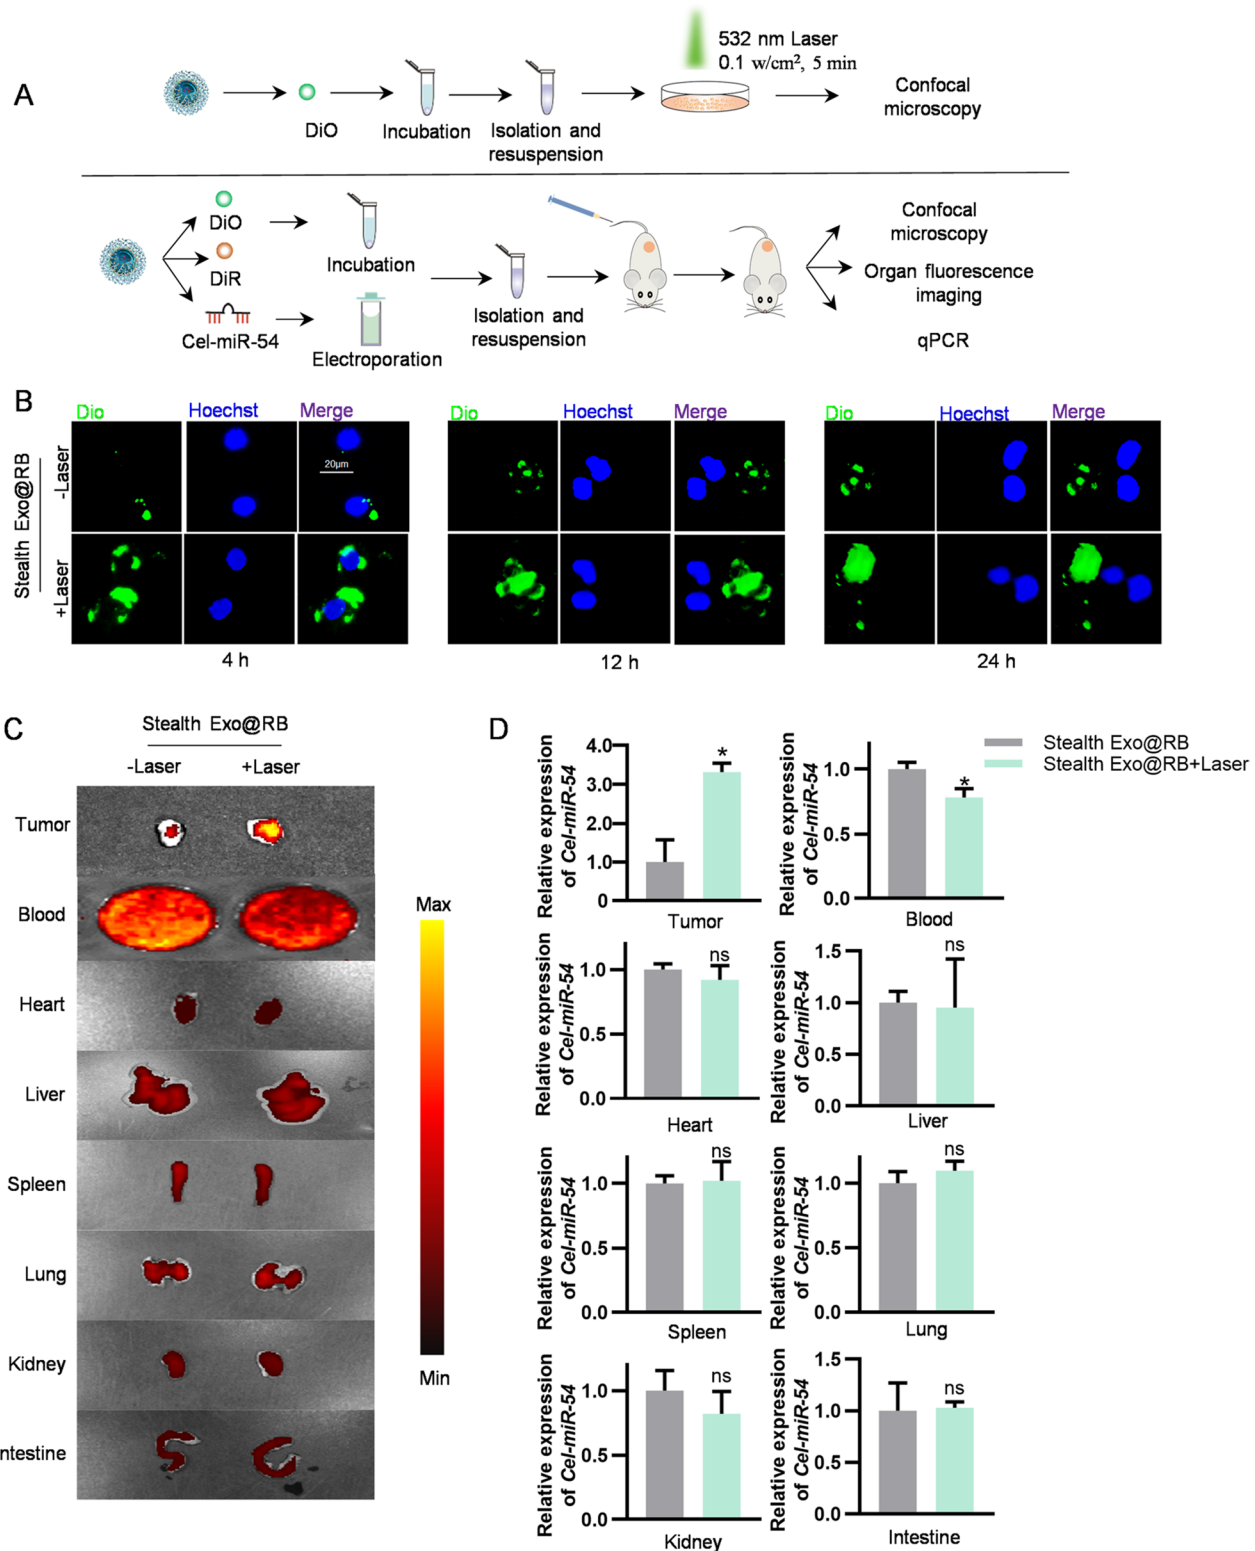 A
532 nm Laser
0.1 w/cm², 5 min
DiO
Incubation
Isolation and
resuspension
Confocal
microscopy
DiO
DiR
Cel-miR-54
Incubation
Electroporation
Isolation and
resuspension
Confocal
microscopy
Organ fluorescence
imaging
qPCR
B
Dio Hoechst Merge
Dio Hoechst Merge
Dio Hoechst Merge
Stealth Exo@RB
-Laser
+Laser
20μm
4 h
12 h
24 h
C
Stealth Exo@RB
-Laser +Laser
Tumor
Blood
Heart
Liver
Spleen
Lung
Kidney
ntestine
Max
Min
D
Stealth Exo@RB
Stealth Exo@RB+Laser
Relative expression
of Cel-miR-54
4.0
3.0
2.0
1.0
0
*
Tumor
Relative expression
of Cel-miR-54
1.0
0.5
0.0
*
Blood
Relative expression
of Cel-miR-54
1.0
0.5
0.0
ns
Heart
Relative expression
of Cel-miR-54
1.5
1.0
0.5
0.0
ns
Liver
Relative expression
of Cel-miR-54
1.0
0.5
0.0
ns
Spleen
Relative expression
of Cel-miR-54
1.0
0.5
0.0
ns
Lung
Relative expression
of Cel-miR-54
1.0
0.5
0.0
ns
Kidney
Relative expression
of Cel-miR-54
1.5
1.0
0.5
0.0
ns
Intestine